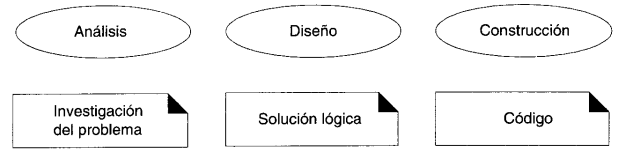 Análisis
Diseño
Construcción
Investigación
del problema
Solución lógica
Código